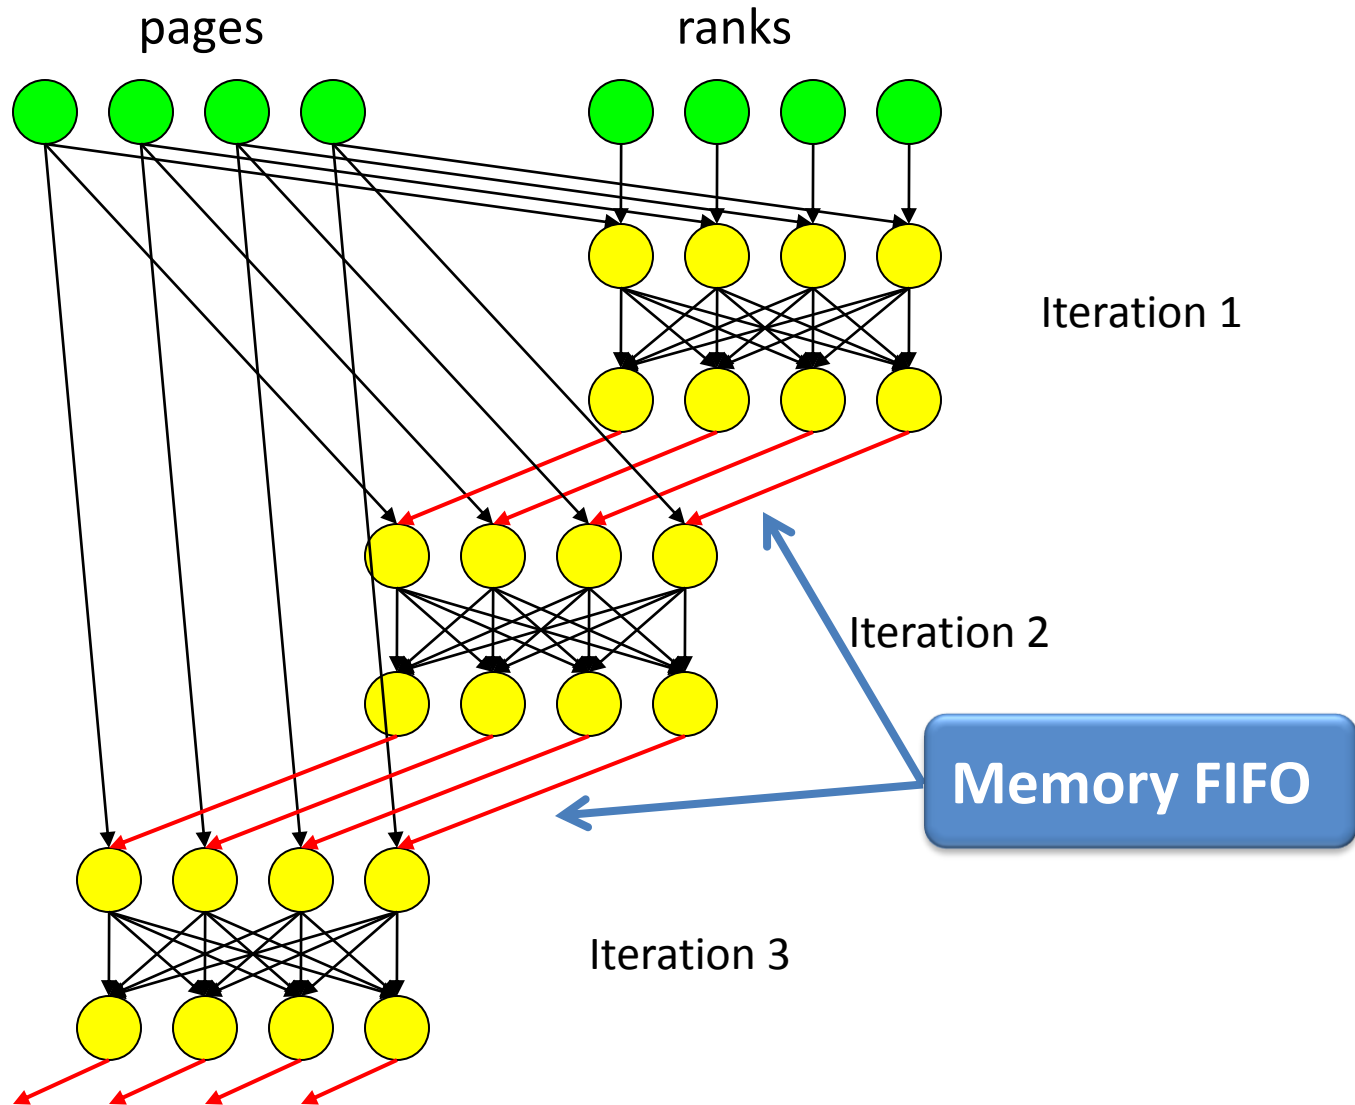 pages
ranks
Iteration 1
Iteration 2
Memory FIFO
Iteration 3